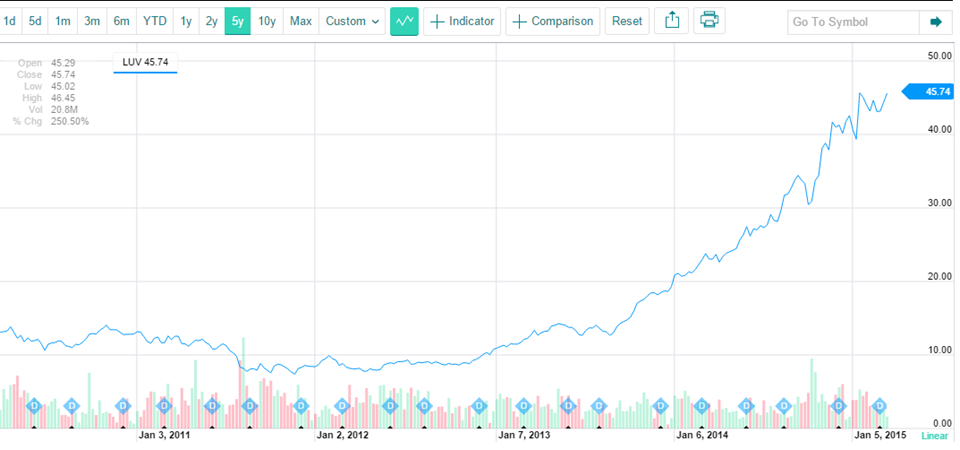 1d 5d 1m 3m 6m YTD 1y 2y 5y 10y Max Custom Indicator Comparison Reset Go To Symbol
Open 45.29
Close 45.74
Low 45.02
High 46.45
Vol 20.8M
% Chg 250.50%
LUV 45.74
50.00
45.74
40.00
30.00
20.00
10.00
0.00
D D D D D D D D D D D D D D D D D D D D
Jan 3, 2011 Jan 2, 2012 Jan 7, 2013 Jan 6, 2014 Jan 5, 2015
Linear